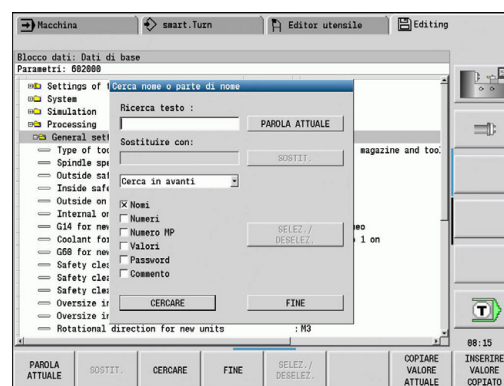 Macchina smart.Turn Editor utensile Editing
Blocco dati: Dati di base
Parametri: 602000
Settings of
System
Simulation
Processing
General sett
Type of too magazine and tool
Spindle spe
Outside saf
Inside safe
Outside on
Internal on
G14 for new
Coolant for 1 on
G60 for new
Safety clea
Safety clea
Safety clea
Oversize in
Oversize in
Rotational direction for new units : M3
Cerca nome o parte di nome
Ricerca testo :
PAROLA ATTUALE
Sostituire con:
SOSTIT.
Cerca in avanti
Nomi
Numeri
Numero MP
Valori
Password
Commento
SELEZ./
DESELEZ.
CERCARE FINE
T
08:15
PAROLA
ATTUALE
SOSTIT.
CERCARE
FINE
SELEZ./
DESELEZ.
COPIARE
VALORE
ATTUALE
INSERIRE
VALORE
COPIATO